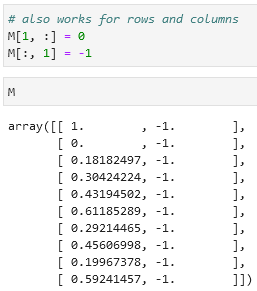 # also works for rows and columns
M[1, :] = 0
M[:, 1] = -1
M
array([[ 1.        , -1.        ],
       [ 0.        , -1.        ],
       [ 0.18182497, -1.        ],
       [ 0.30424224, -1.        ],
       [ 0.43194502, -1.        ],
       [ 0.61185289, -1.        ],
       [ 0.29214465, -1.        ],
       [ 0.45606998, -1.        ],
       [ 0.19967378, -1.        ],
       [ 0.59241457, -1.        ]])